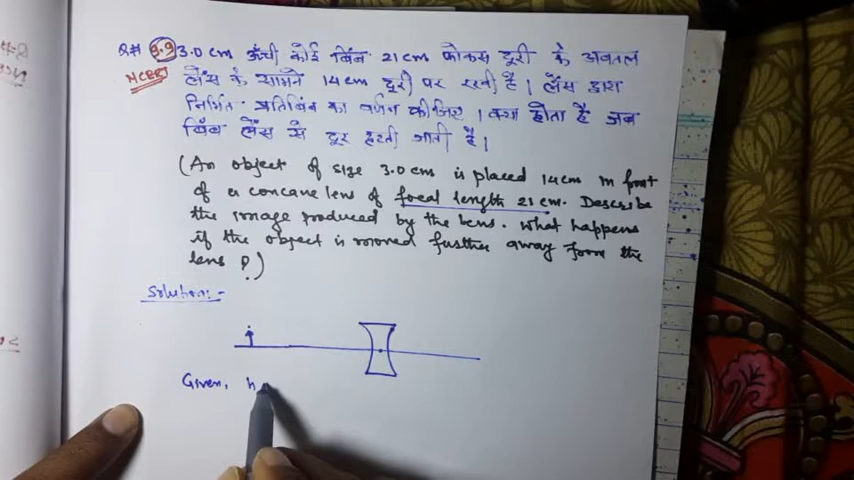 Q# 9.9 3.0 cm ऊँची कोई बिंब 21 cm फोकस दूरी के अवतल
NCERT लेंस के सामने 14 cm दूरी पर रखी है। लेंस द्वारा
निर्मित प्रतिबिंब का वर्णन कीजिए। क्या होता है जब
बिंब लेंस से दूर हटती जाती है।
(An object of size 3.0 cm is placed 14 cm in front
of a concave lens of focal length 21 cm. Describe
the image produced by the lens. What happens
if the object is moved further away from the
lens ?)
Solution:-
Given, h